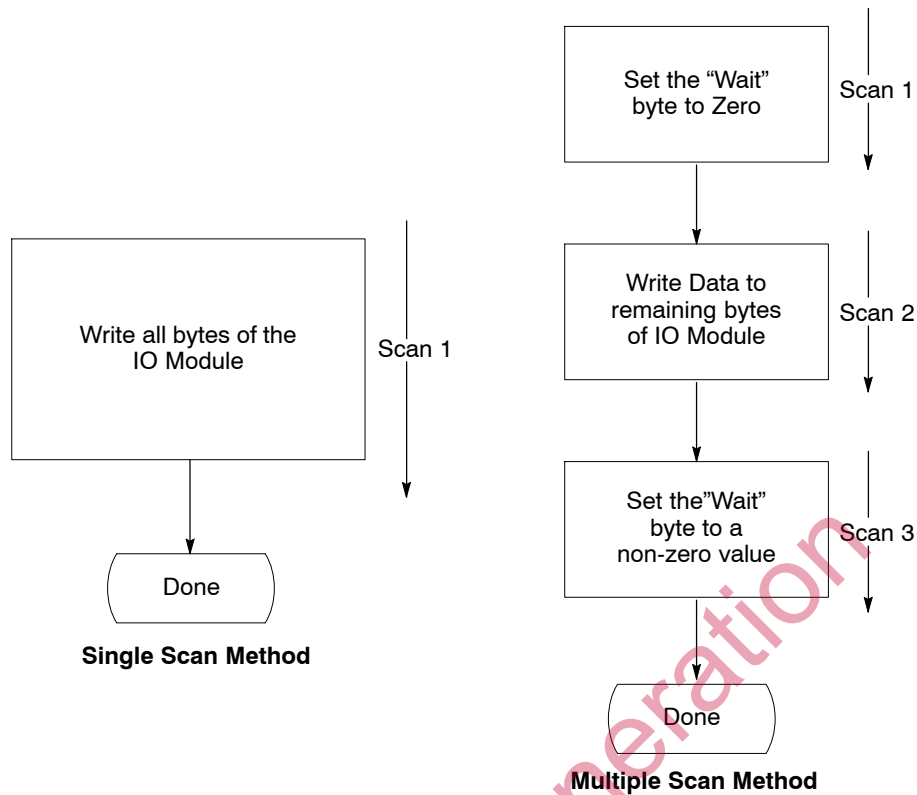 Write all bytes of the
IO Module
Scan 1
Done
Single Scan Method
Set the “Wait”
byte to Zero
Scan 1
Write Data to
remaining bytes
of IO Module
Scan 2
Set the”Wait”
byte to a
non-zero value
Scan 3
Done
Multiple Scan Method